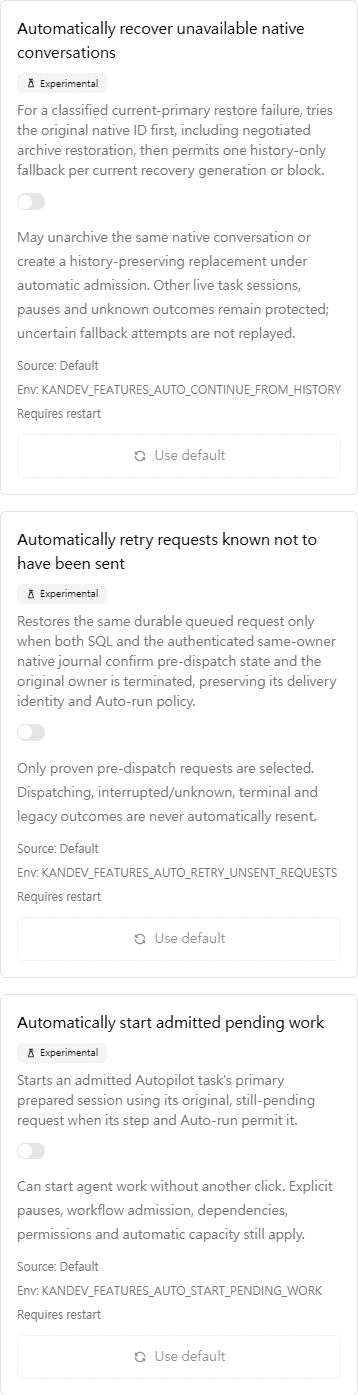 Automatically recover unavailable native
conversations
Experimental
For a classified current-primary restore failure, tries
the original native ID first, including negotiated
archive restoration, then permits one history-only
fallback per current recovery generation or block.
May unarchive the same native conversation or
create a history-preserving replacement under
automatic admission. Other live task sessions,
pauses and unknown outcomes remain protected;
uncertain fallback attempts are not replayed.
Source: Default
Env: KANDEV_FEATURES_AUTO_CONTINUE_FROM_HISTORY
Requires restart
Use default
Automatically retry requests known not to
have been sent
Experimental
Restores the same durable queued request only
when both SQL and the authenticated same-owner
native journal confirm pre-dispatch state and the
original owner is terminated, preserving its delivery
identity and Auto-run policy.
Only proven pre-dispatch requests are selected.
Dispatching, interrupted/unknown, terminal and
legacy outcomes are never automatically resent.
Source: Default
Env: KANDEV_FEATURES_AUTO_RETRY_UNSENT_REQUESTS
Requires restart
Use default
Automatically start admitted pending work
Experimental
Starts an admitted Autopilot task's primary
prepared session using its original, still-pending
request when its step and Auto-run permit it.
Can start agent work without another click. Explicit
pauses, workflow admission, dependencies,
permissions and automatic capacity still apply.
Source: Default
Env: KANDEV_FEATURES_AUTO_START_PENDING_WORK
Requires restart
Use default